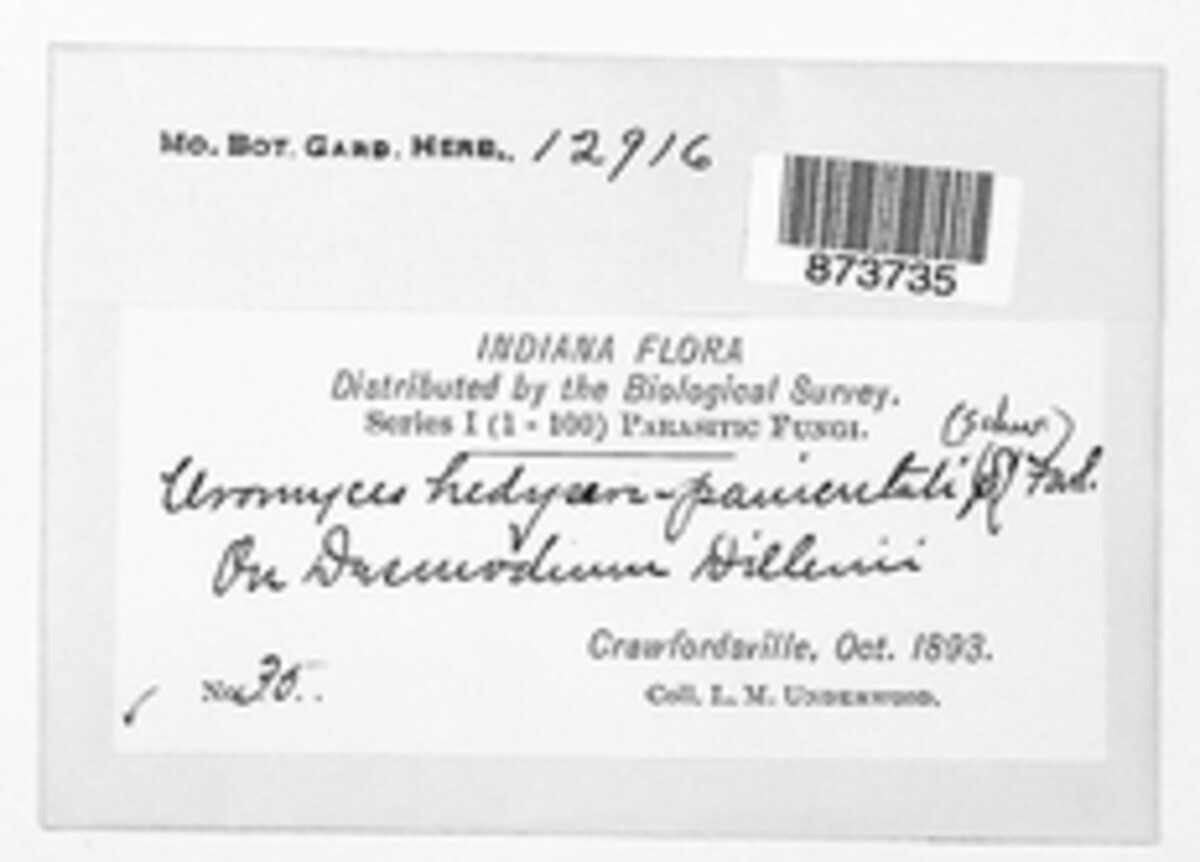 Mo. Bot. Gard. Herb. 12916
873735
INDIANA FLORA
Distributed by the Biological Survey.
Series I (1 - 100) Parasitic Fungi.
(Schw.)
Uromyces hedysari-paniculati Farl.
On Desmodium Dillenii
Crawfordsville, Oct. 1893.
No. 35.
Coll. L. M. Underwood.